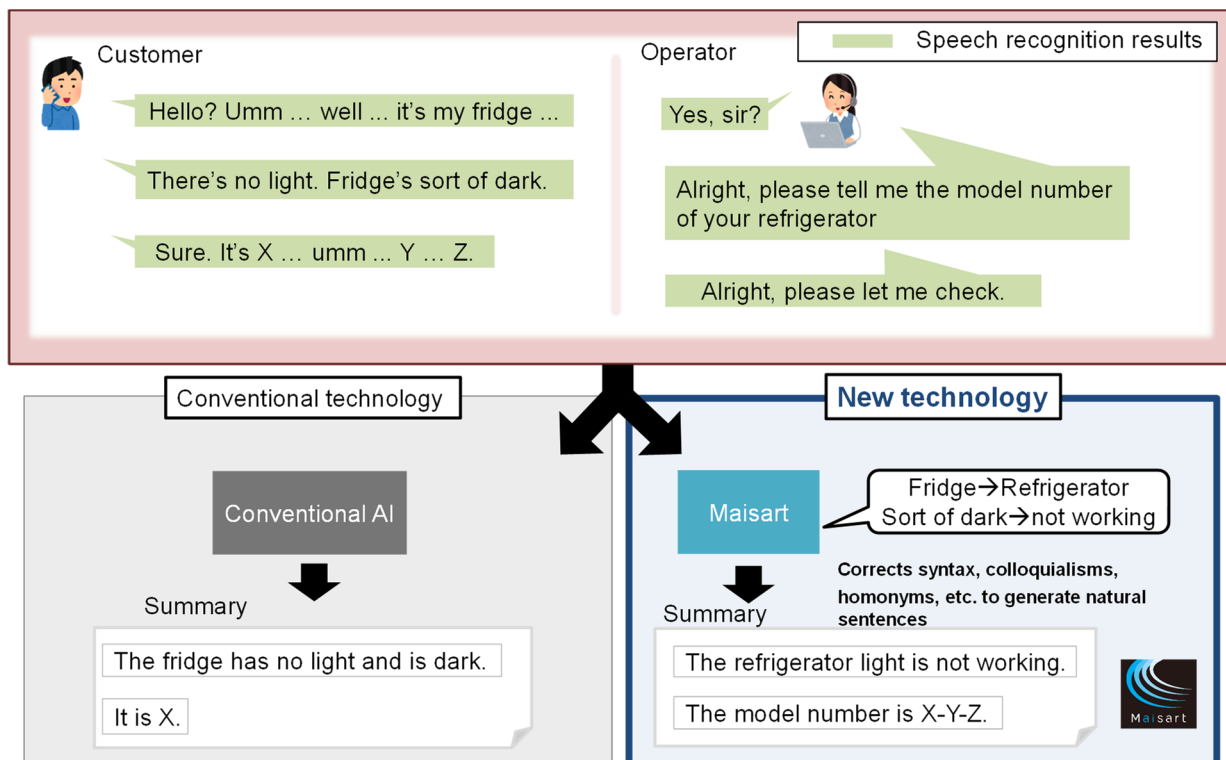 Customer
Operator
Speech recognition results
Hello? Umm … well ... it's my fridge ...
Yes, sir?
There's no light. Fridge's sort of dark.
Alright, please tell me the model number
of your refrigerator
Sure. It's X … umm ... Y … Z.
Alright, please let me check.
Conventional technology
Conventional AI
Summary
The fridge has no light and is dark.
It is X.
New technology
Maisart
Fridge→Refrigerator
Sort of dark→not working
Corrects syntax, colloquialisms,
homonyms, etc. to generate natural
sentences
Summary
The refrigerator light is not working.
The model number is X-Y-Z.
Maisart